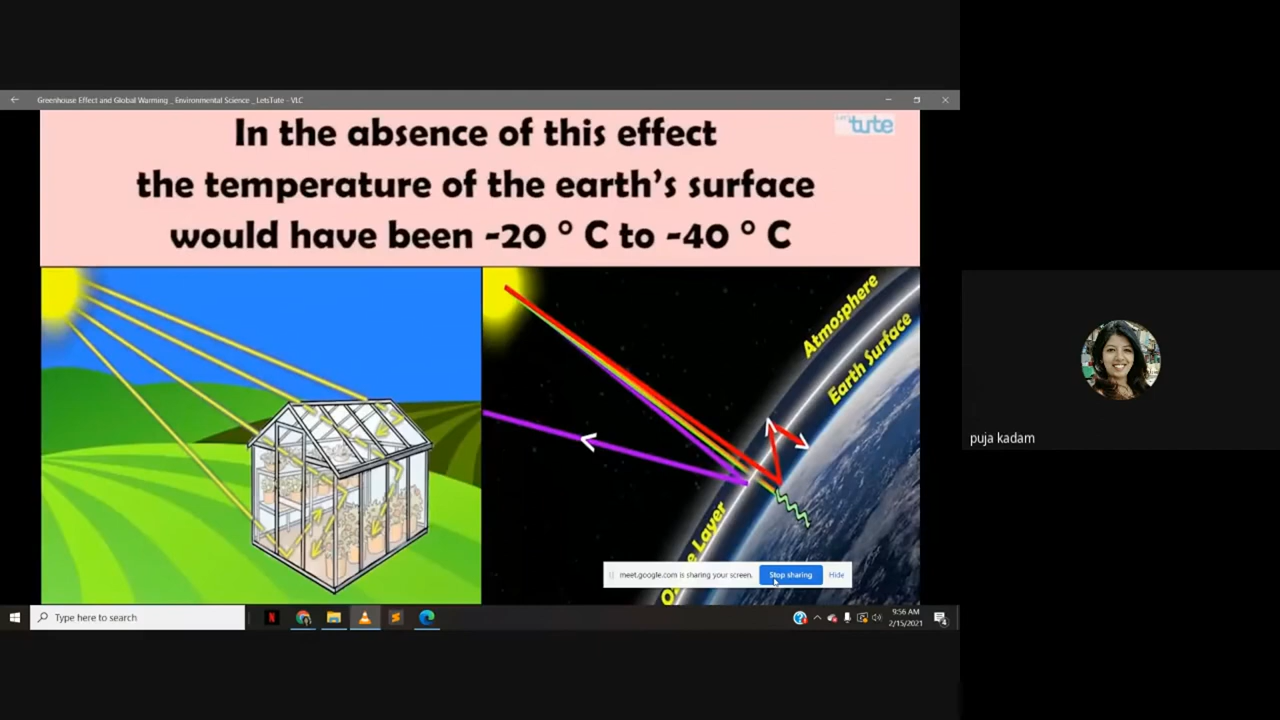 Greenhouse Effect and Global Warming _ Environmental Science _ LetsTute - VLC
In the absence of this effect
the temperature of the earth's surface
would have been -20 ° C to -40 ° C
tute
Atmosphere
Earth Surface
Layer
meet.google.com is sharing your screen.
Stop sharing
Hide
puja kadam
Type here to search
9:56 AM
2/15/2021
4